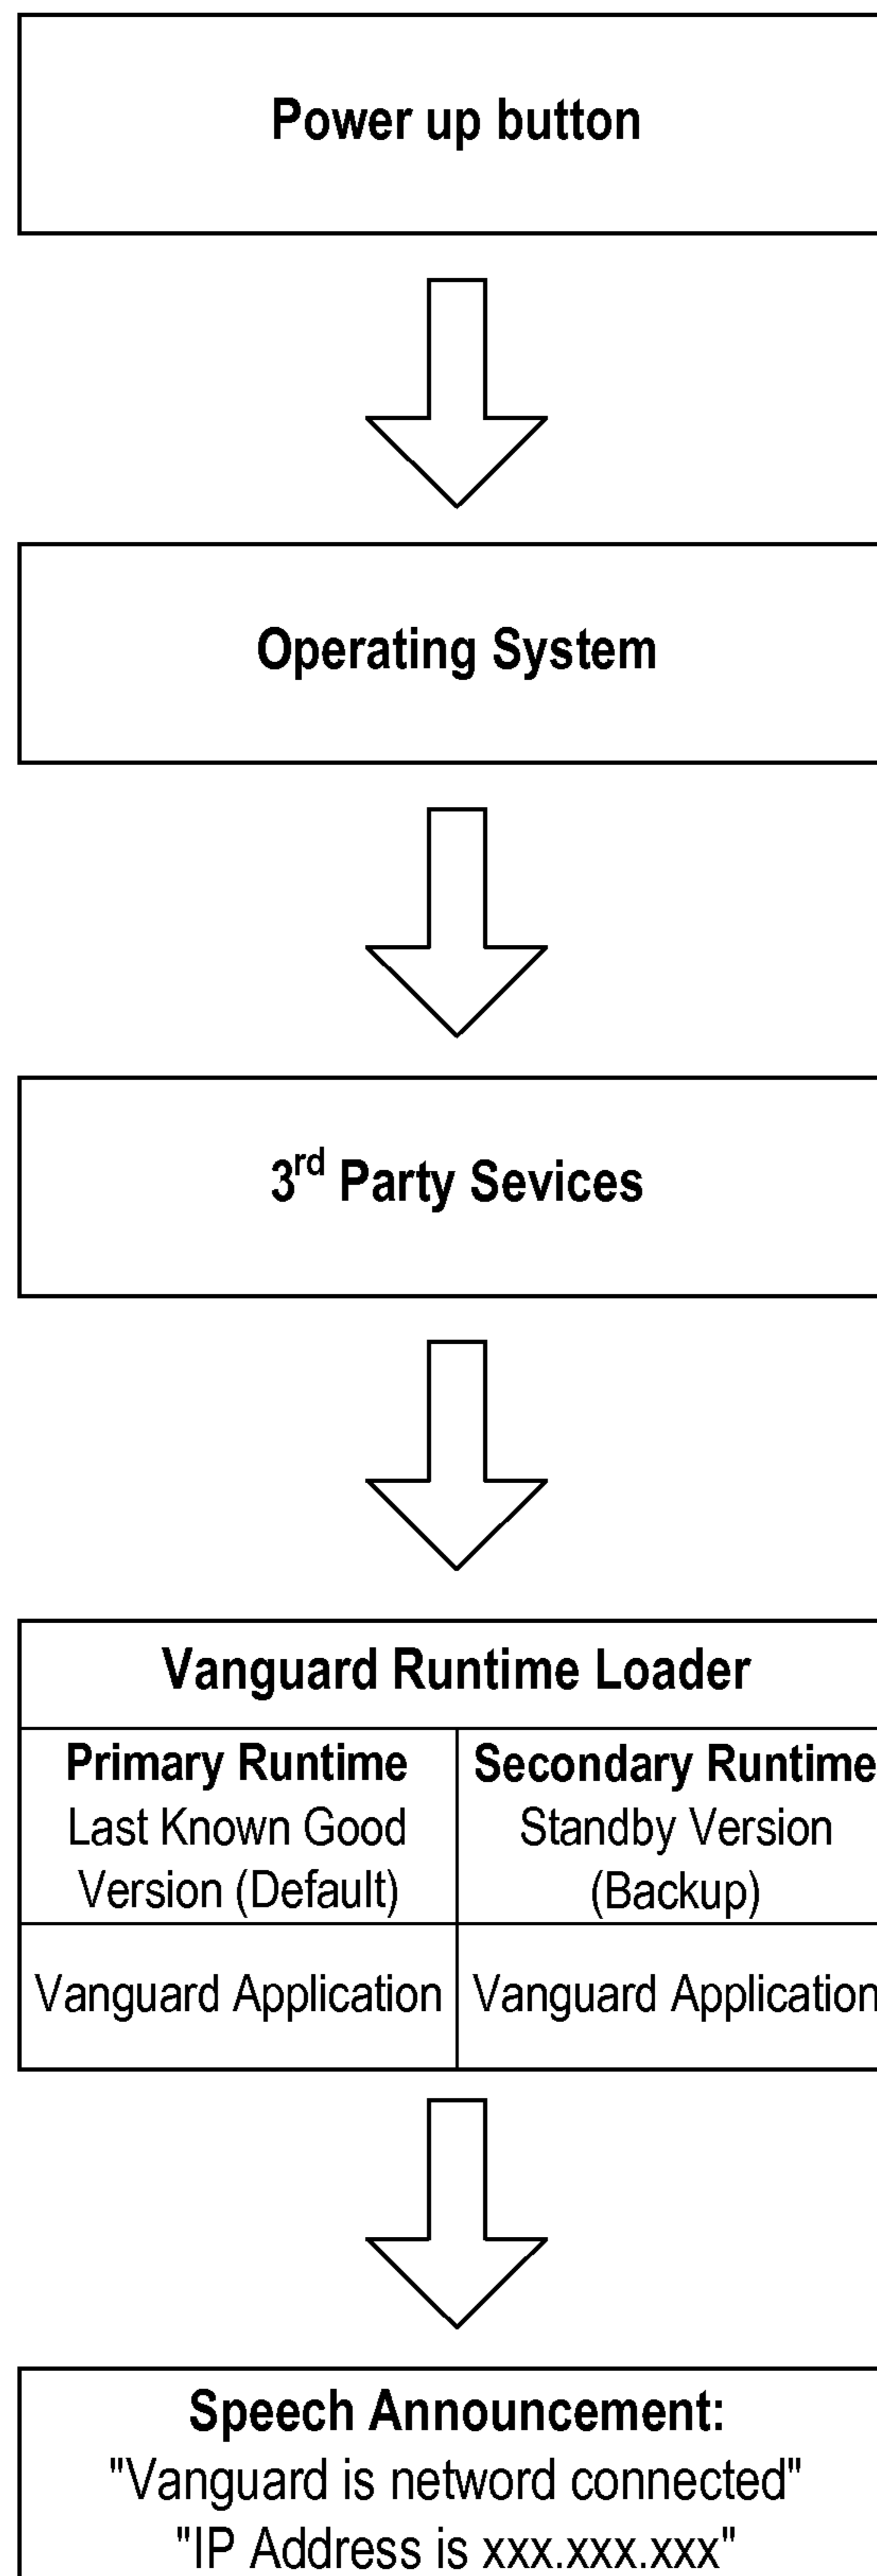 Power up button
Operating System
3rd Party Sevices
Vanguard Runtime Loader
Primary Runtime
Last Known Good
Version (Default)
Secondary Runtime
Standby Version
(Backup)
Vanguard Application
Vanguard Application
Speech Announcement:
"Vanguard is netword connected"
"IP Address is xxx.xxx.xxx"